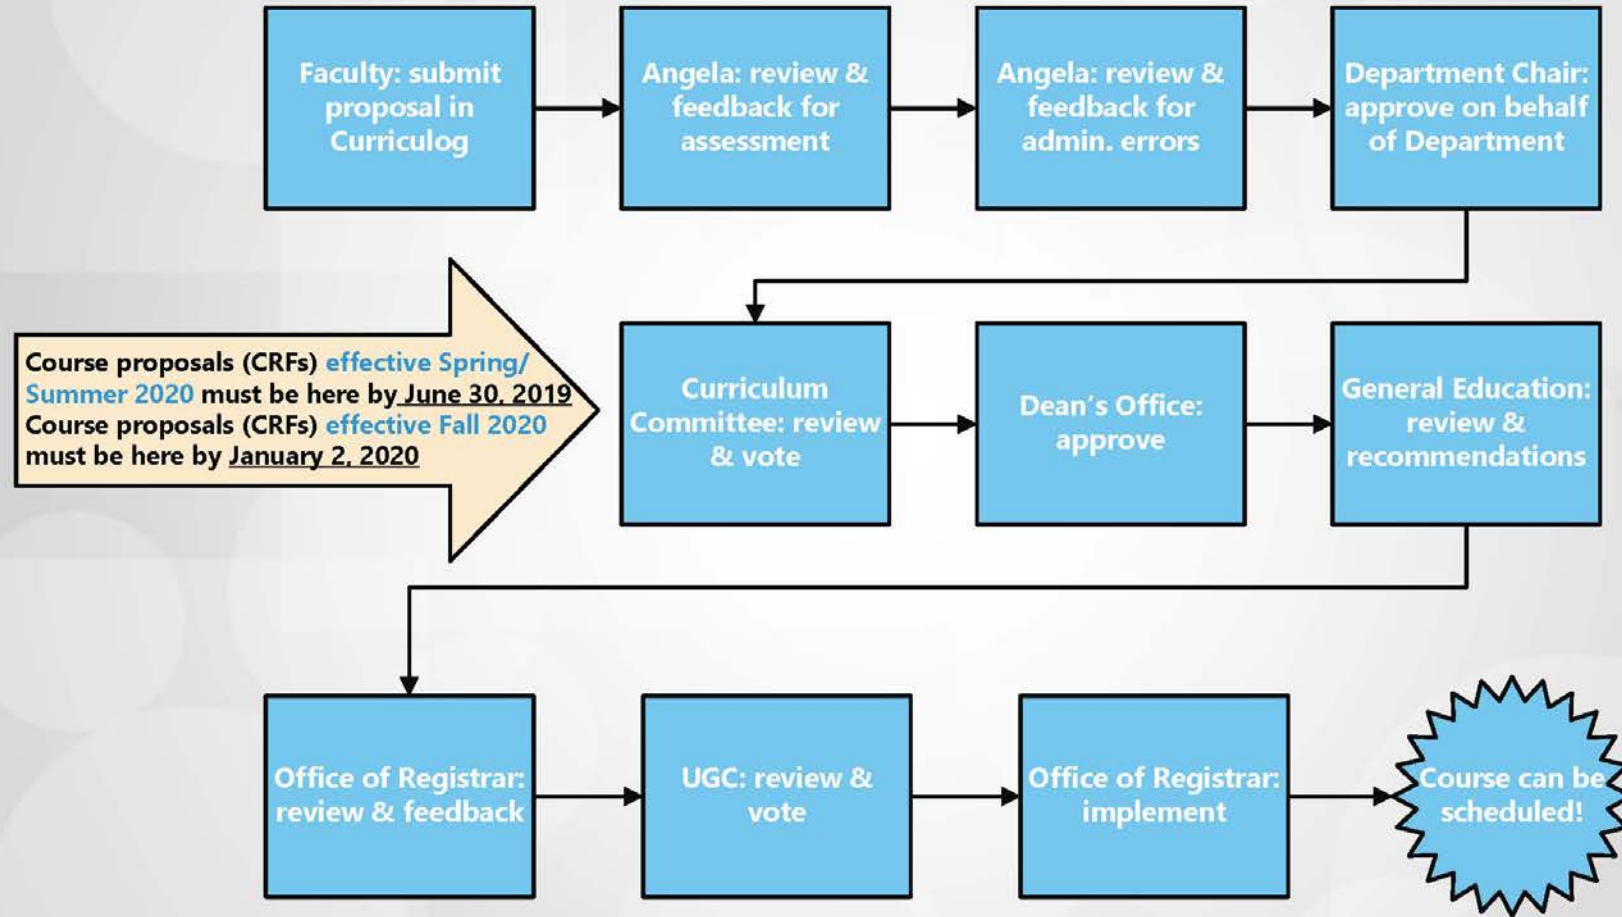 Faculty: submit
proposal in
Curriculog
Angela: review &
feedback for
assessment
Angela: review &
feedback for
admin. errors
Department Chair:
approve on behalf
of Department
Course proposals (CRFs) effective Spring/
Summer 2020 must be here by June 30, 2019
Course proposals (CRFs) effective Fall 2020
must be here by January 2, 2020
Curriculum
Committee: review
& vote
Dean's Office:
approve
General Education:
review &
recommendations
Office of Registrar:
review & feedback
UGC: review &
vote
Office of Registrar:
implement
Course can be
scheduled!